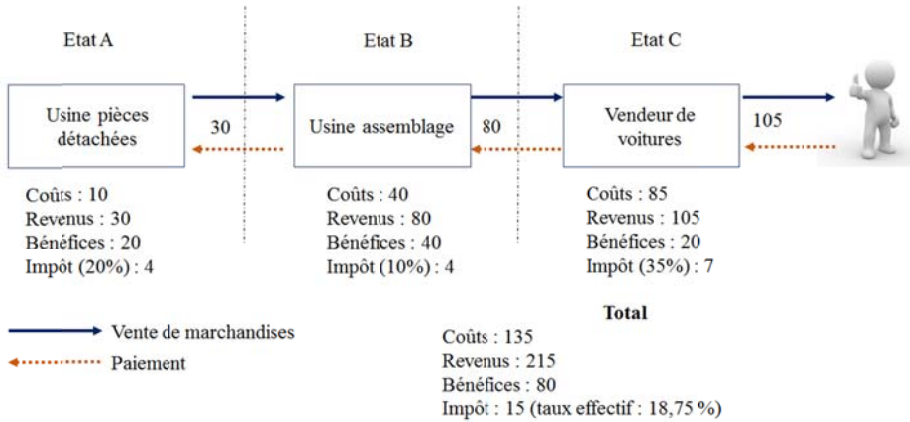 Etat A
Etat B
Etat C
Usine pièces
détachées
30
Usine assemblage
80
Vendeur de
voitures
105
Coûts : 10
Revenus : 30
Bénéfices : 20
Impôt (20%) : 4
Coûts : 40
Revenus : 80
Bénéfices : 40
Impôt (10%) : 4
Coûts : 85
Revenus : 105
Bénéfices : 20
Impôt (35%) : 7
Vente de marchandises
Paiement
Total
Coûts : 135
Revenus : 215
Bénéfices : 80
Impôt : 15 (taux effectif : 18,75 %)